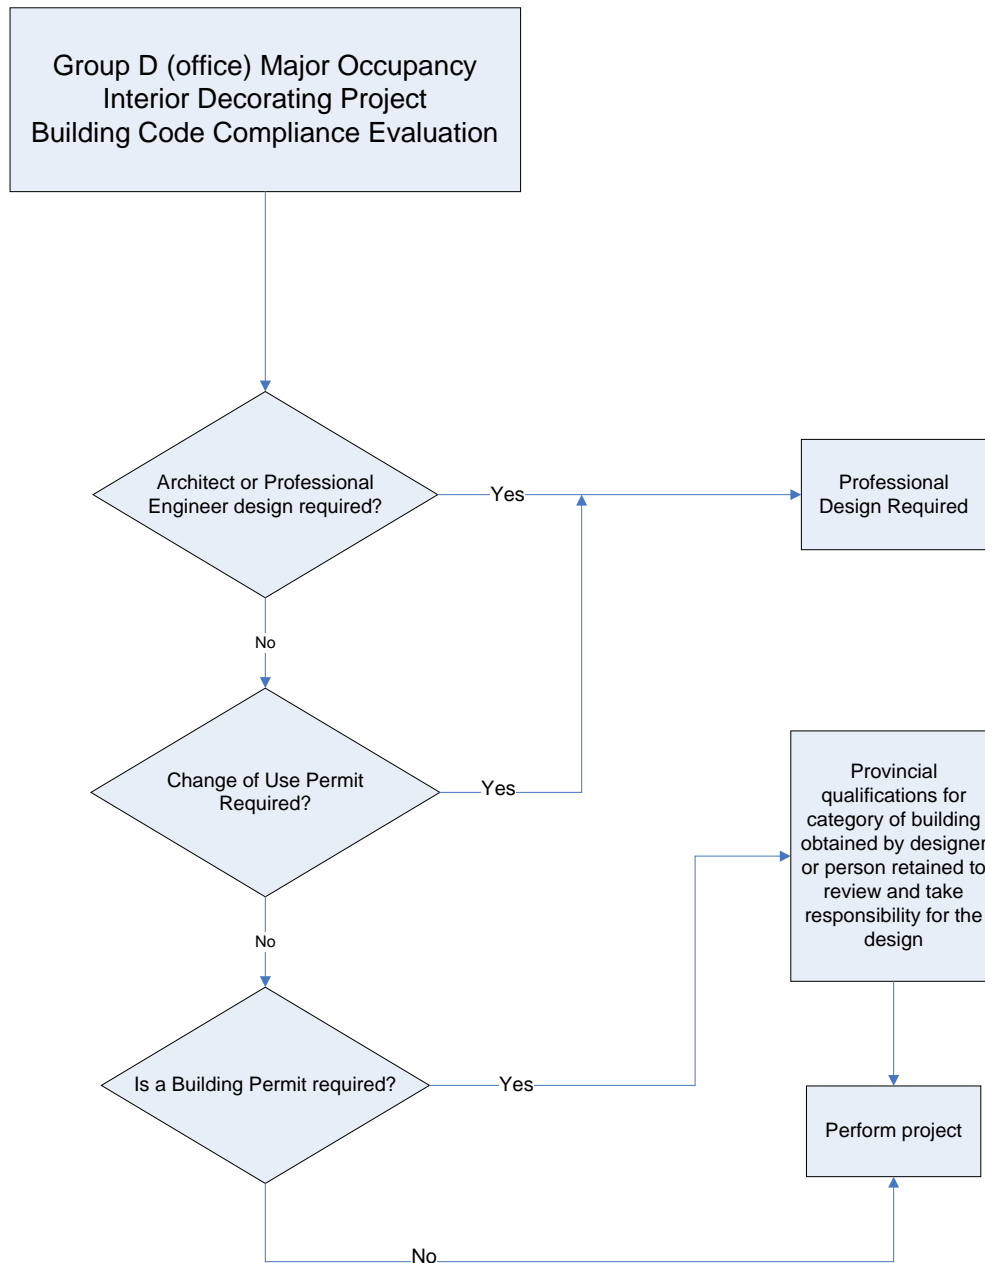 Group D (office) Major Occupancy
Interior Decorating Project
Building Code Compliance Evaluation
Architect or Professional
Engineer design required?
Yes
Professional
Design Required
No
Change of Use Permit
Required?
Yes
Provincial
qualifications for
category of building
obtained by designer
or person retained to
review and take
responsibility for the
design
No
Is a Building Permit required?
Yes
Perform project
No